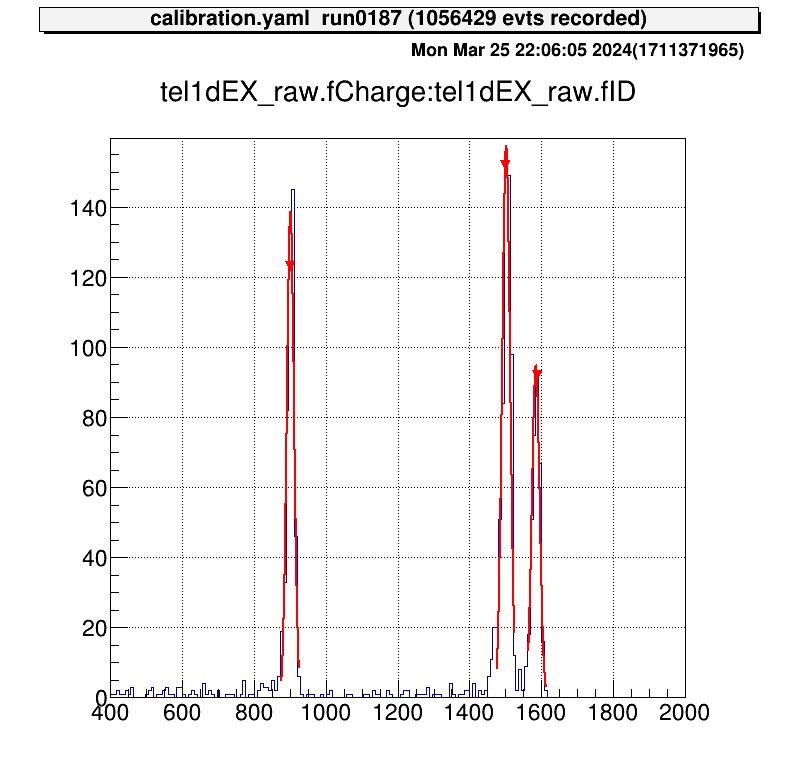 calibration.yaml run0187 (1056429 evts recorded)
Mon Mar 25 22:06:05 2024(1711371965)
tel1dEX_raw.fCharge:tel1dEX_raw.fID
140
120
100
80
60
40
20
0
400 600 800 1000 1200 1400 1600 1800 2000